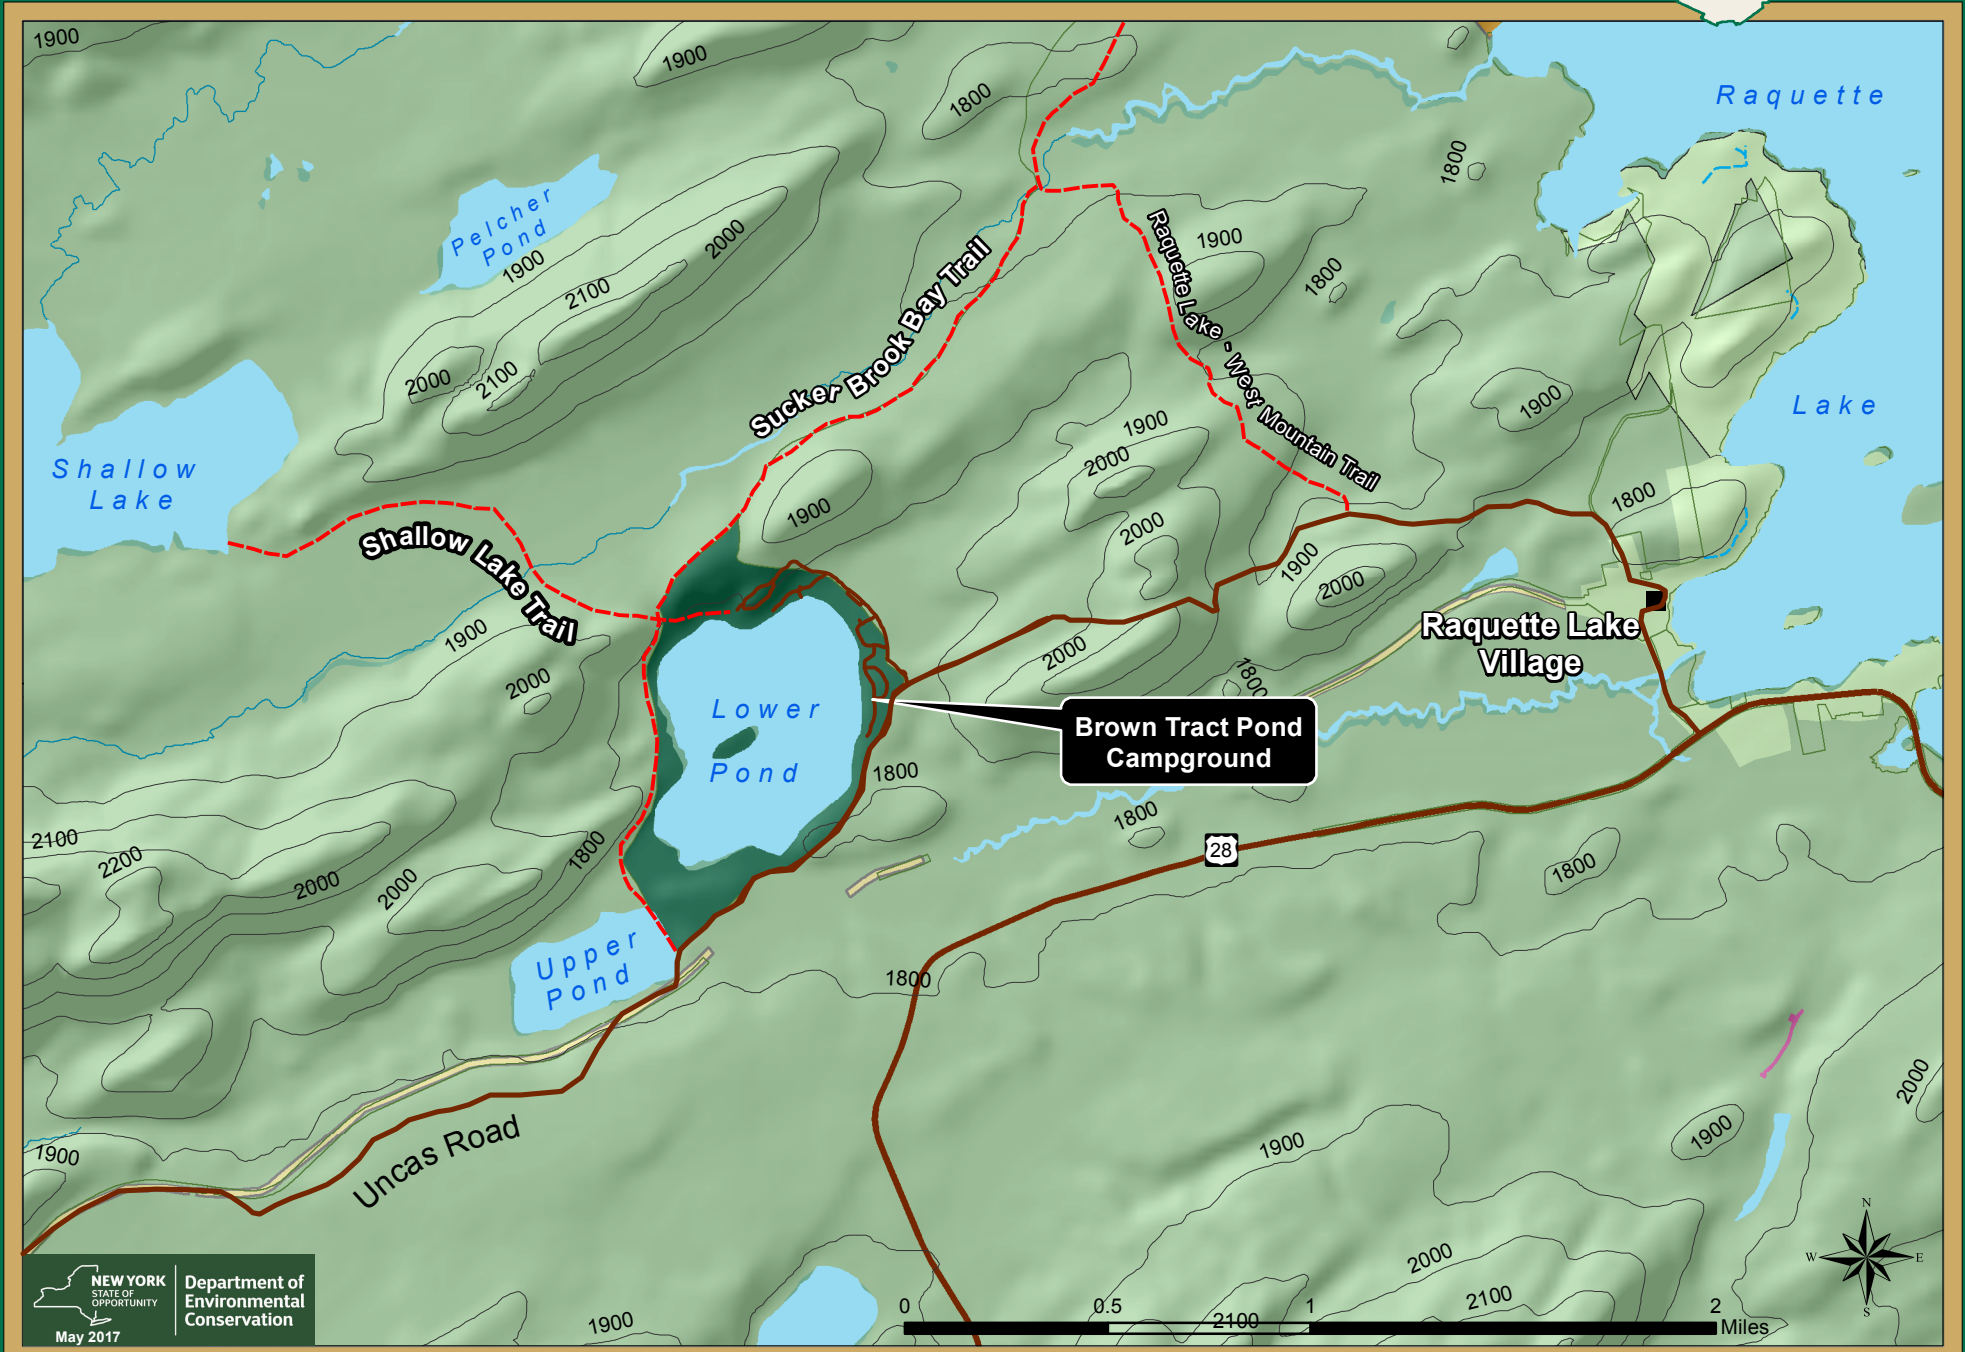 1900
1900
1800
Raquette
1800
Pelcher
Pond
1900
2100
2000
2000
2100
Sucker Brook Bay Trail
Raquette Lake - West Mountain Trail
1900
1800
1900
Lake
Shallow
Lake
1900
2000
1900
2000
1800
Shallow Lake Trail
1900
2000
1900
2000
2000
1800
Raquette Lake
Village
Lower
Pond
Brown Tract Pond
Campground
1800
1800
2100
2200
2000
2000
1800
28
1800
Upper
Pond
1800
Uncas Road
1900
1900
1900
2000
2000
2100
2100
1900
N
W
E
S
NEW YORK
STATE OF
OPPORTUNITY
Department of
Environmental
Conservation
May 2017
0
0.5
1
2
Miles